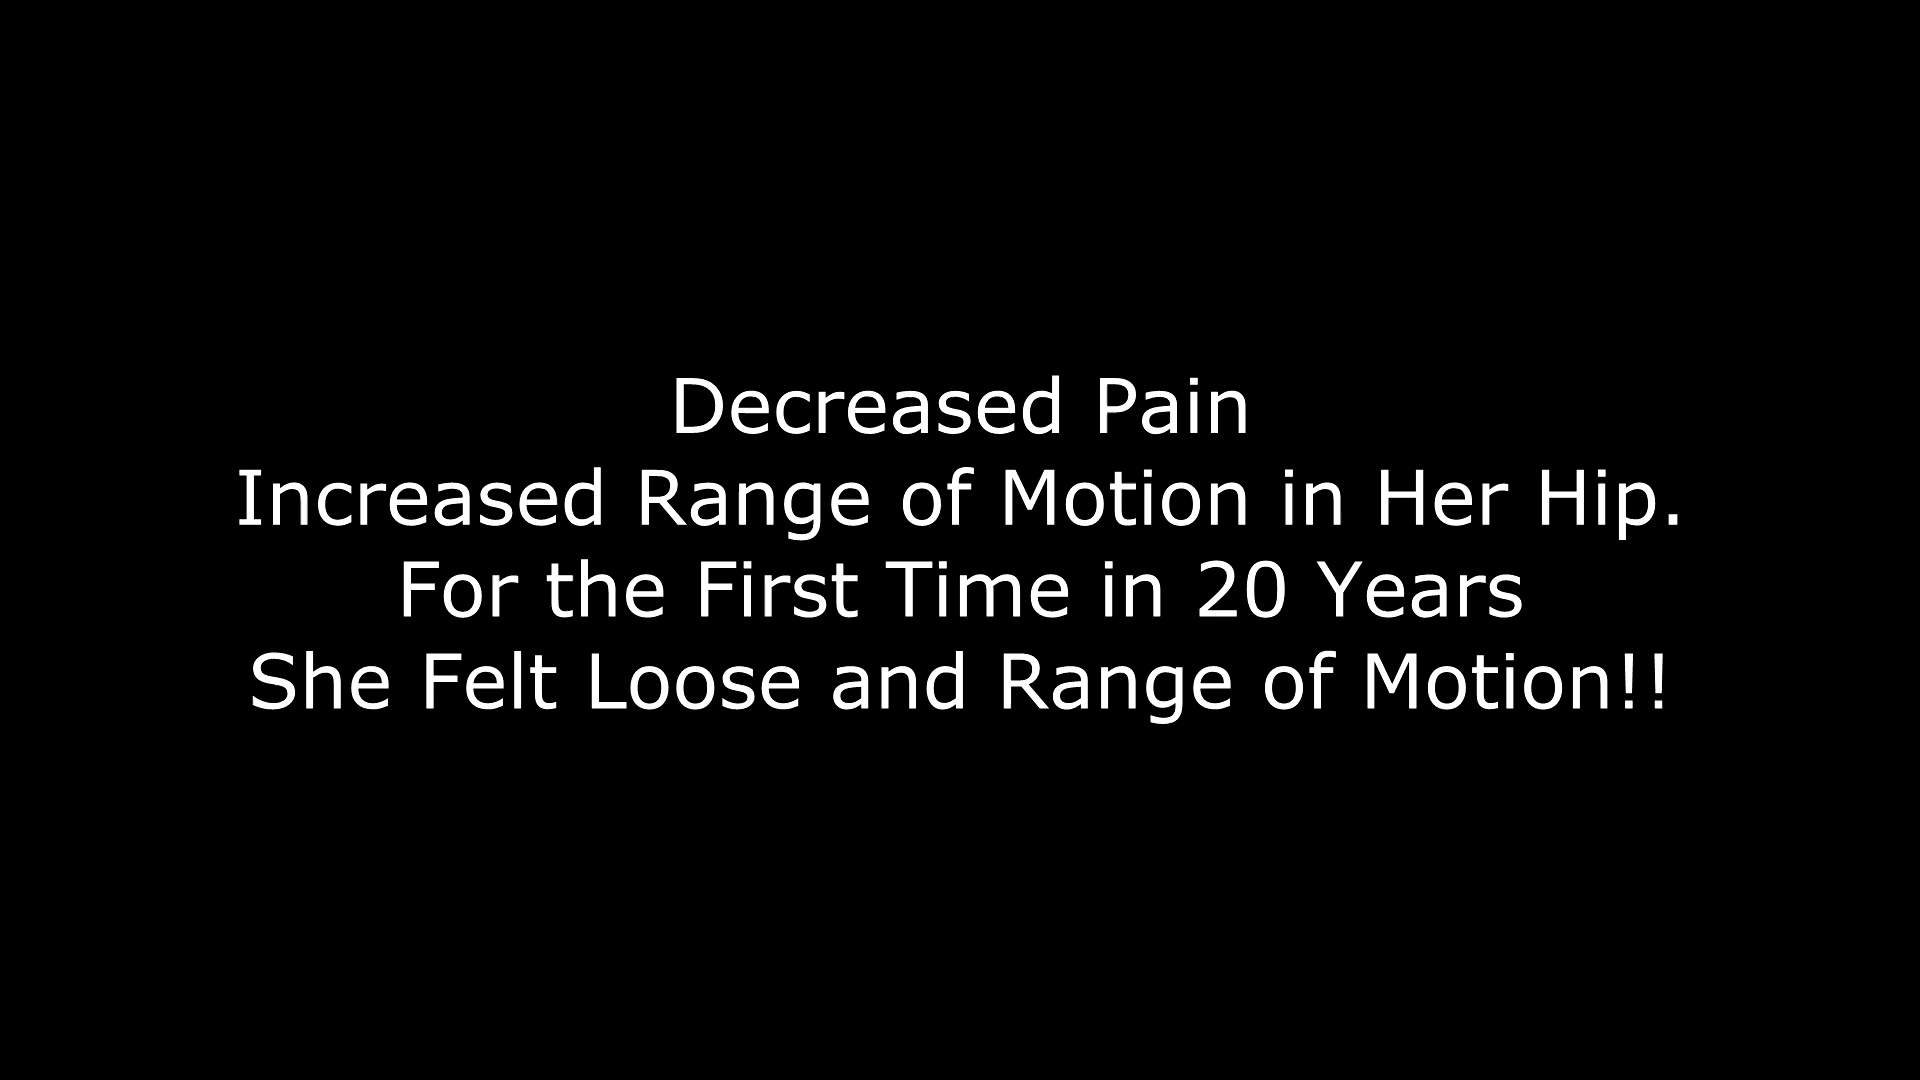 Decreased Pain
Increased Range of Motion in Her Hip.
For the First Time in 20 Years
She Felt Loose and Range of Motion!!